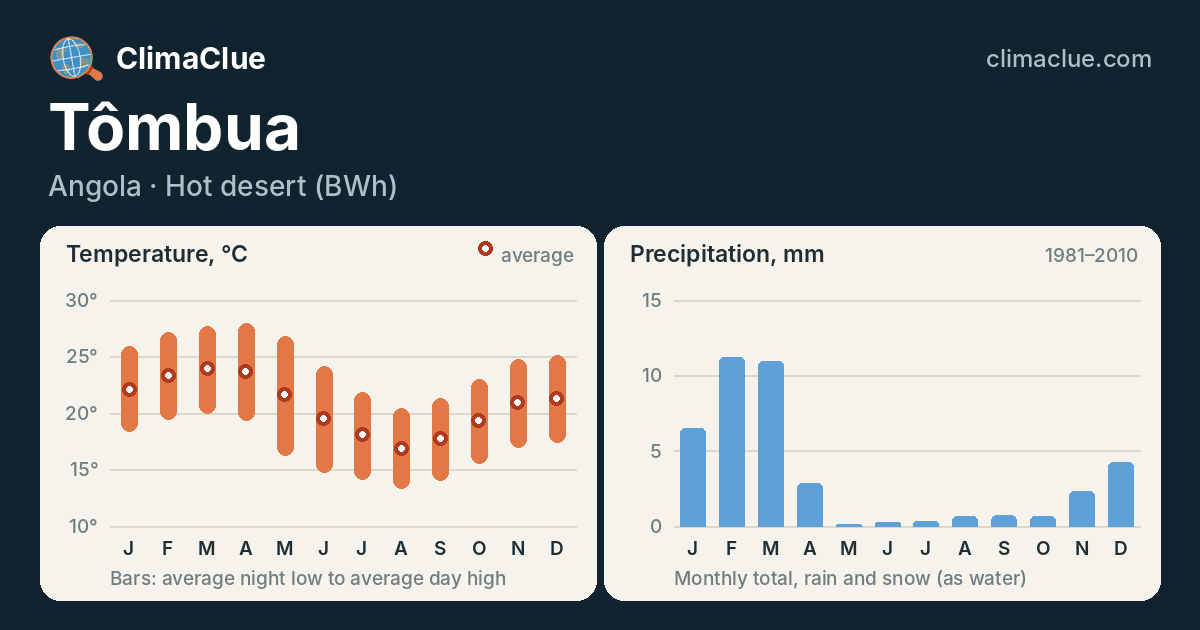 ClimaClue
climaclue.com
Tômbua
Angola · Hot desert (BWh)
Temperature, °C
average
30°
25°
20°
15°
10°
J F M A M J J A S O N D
Bars: average night low to average day high
Precipitation, mm
1981–2010
15
10
5
0
J F M A M J J A S O N D
Monthly total, rain and snow (as water)